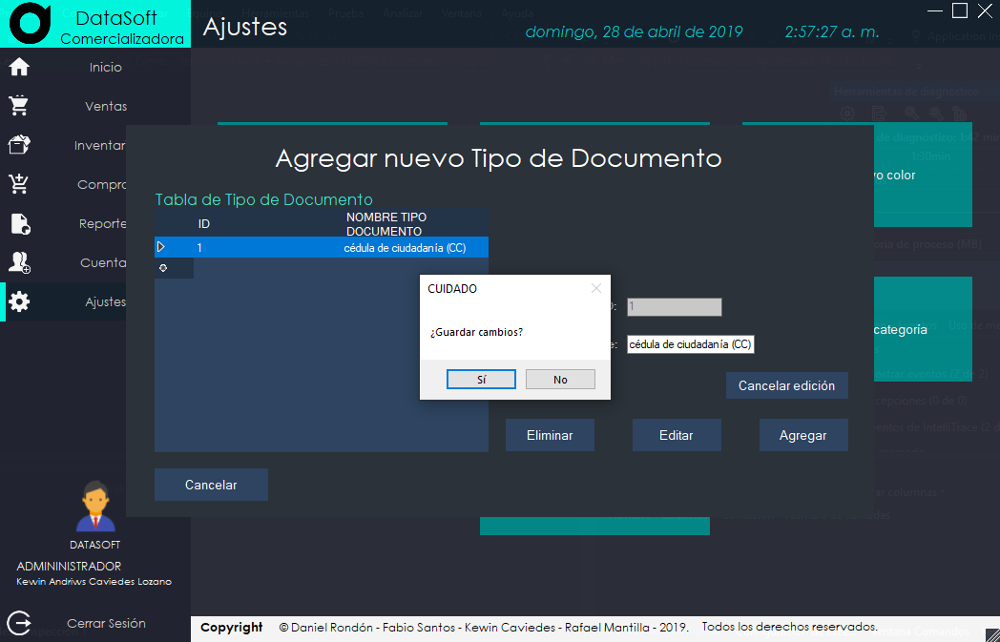 DataSoft
Comercializadora
Ajustes
domingo, 28 de abril de 2019
2:57:27 a. m.
Inicio
Ventas
Inventar
Compra
Reporte
Cuenta
Ajustes
Herramientas de diagnóstico
Agregar nuevo Tipo de Documento
Tabla de Tipo de Documento
ID
NOMBRE TIPO
DOCUMENTO
1
cédula de ciudadanía (CC)
vo color
categoría
CUIDADO
¿Guardar cambios?
Sí
No
1
cédula de ciudadanía (CC)
Cancelar edición
Eliminar
Editar
Agregar
Cancelar
DATASOFT
ADMININISTRADOR
Kewin Andriws Caviedes Lozano
Cerrar Sesión
Copyright © Daniel Rondón - Fabio Santos - Kewin Caviedes - Rafael Mantilla - 2019. Todos los derechos reservados.